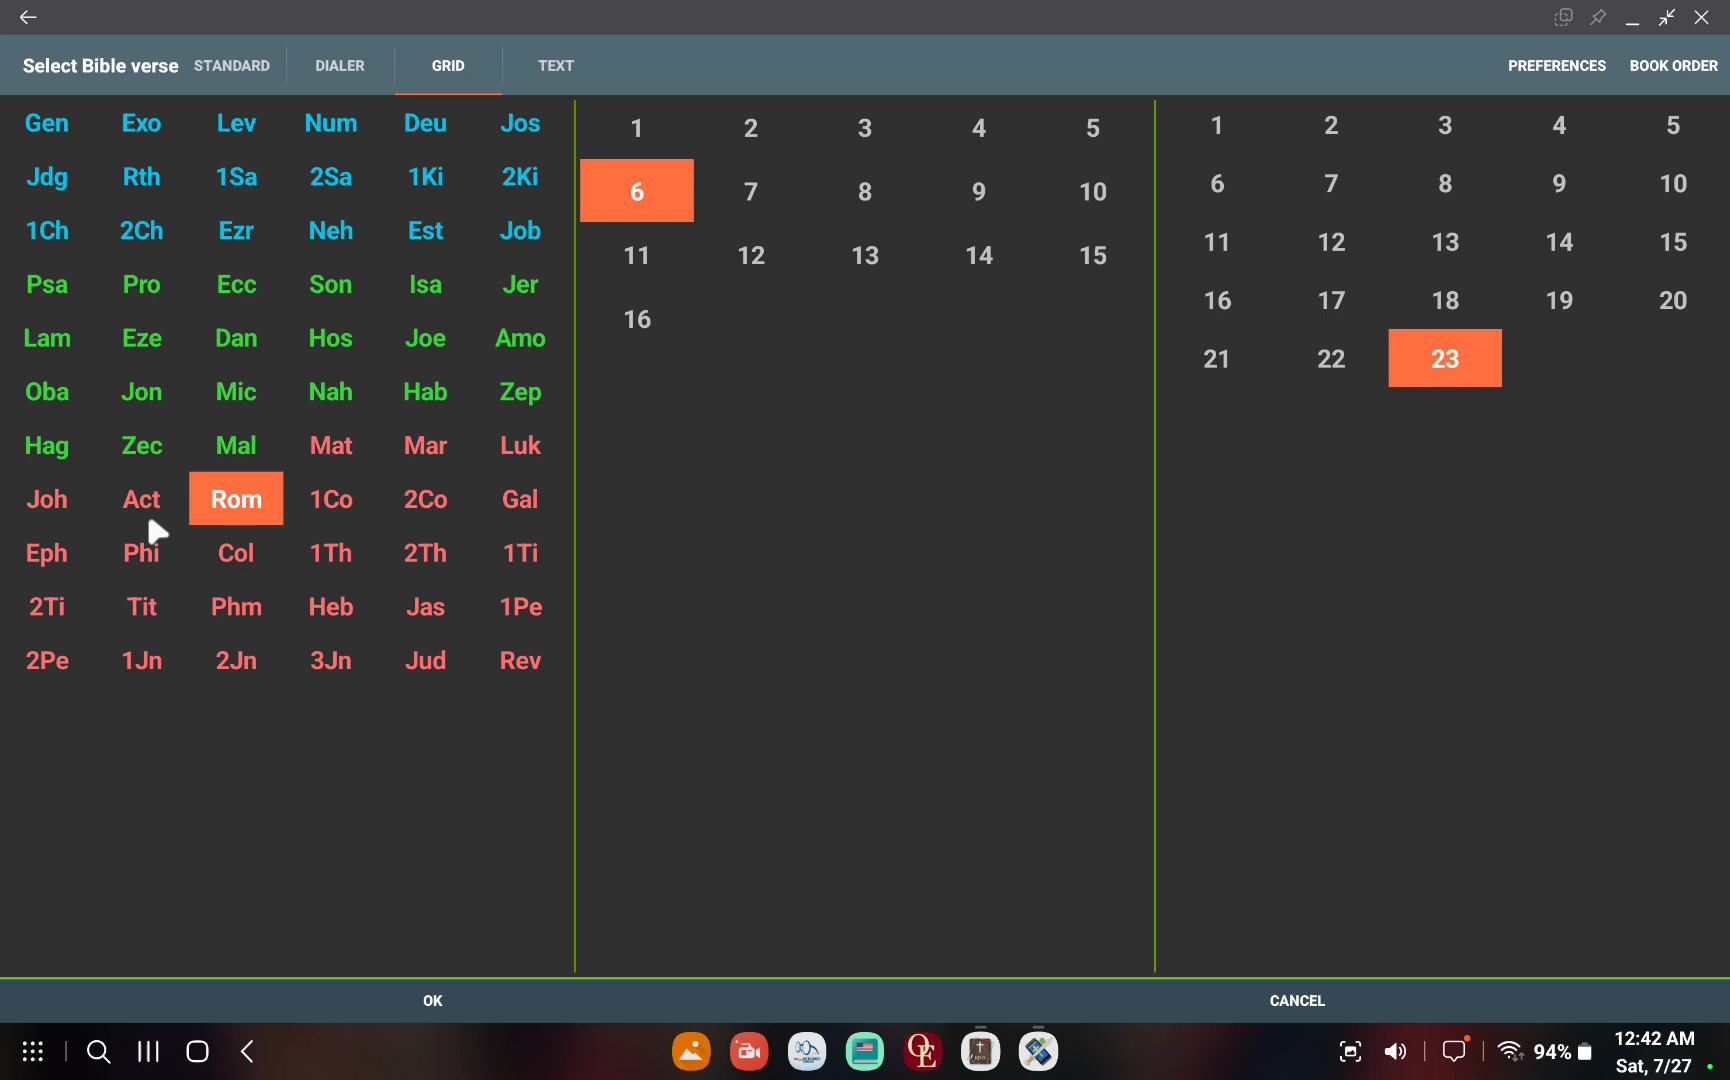 Select Bible verse STANDARD DIALER GRID TEXT PREFERENCES BOOK ORDER
Gen Exo Lev Num Deu Jos
Jdg Rth 1Sa 2Sa 1Ki 2Ki
1Ch 2Ch Ezr Neh Est Job
Psa Pro Ecc Son Isa Jer
Lam Eze Dan Hos Joe Amo
Oba Jon Mic Nah Hab Zep
Hag Zec Mal Mat Mar Luk
Joh Act Rom 1Co 2Co Gal
Eph Phi Col 1Th 2Th 1Ti
2Ti Tit Phm Heb Jas 1Pe
2Pe 1Jn 2Jn 3Jn Jud Rev
1 2 3 4 5
6 7 8 9 10
11 12 13 14 15
16
1 2 3 4 5
6 7 8 9 10
11 12 13 14 15
16 17 18 19 20
21 22 23
OK CANCEL
OE
94% 12:42 AM
Sat, 7/27